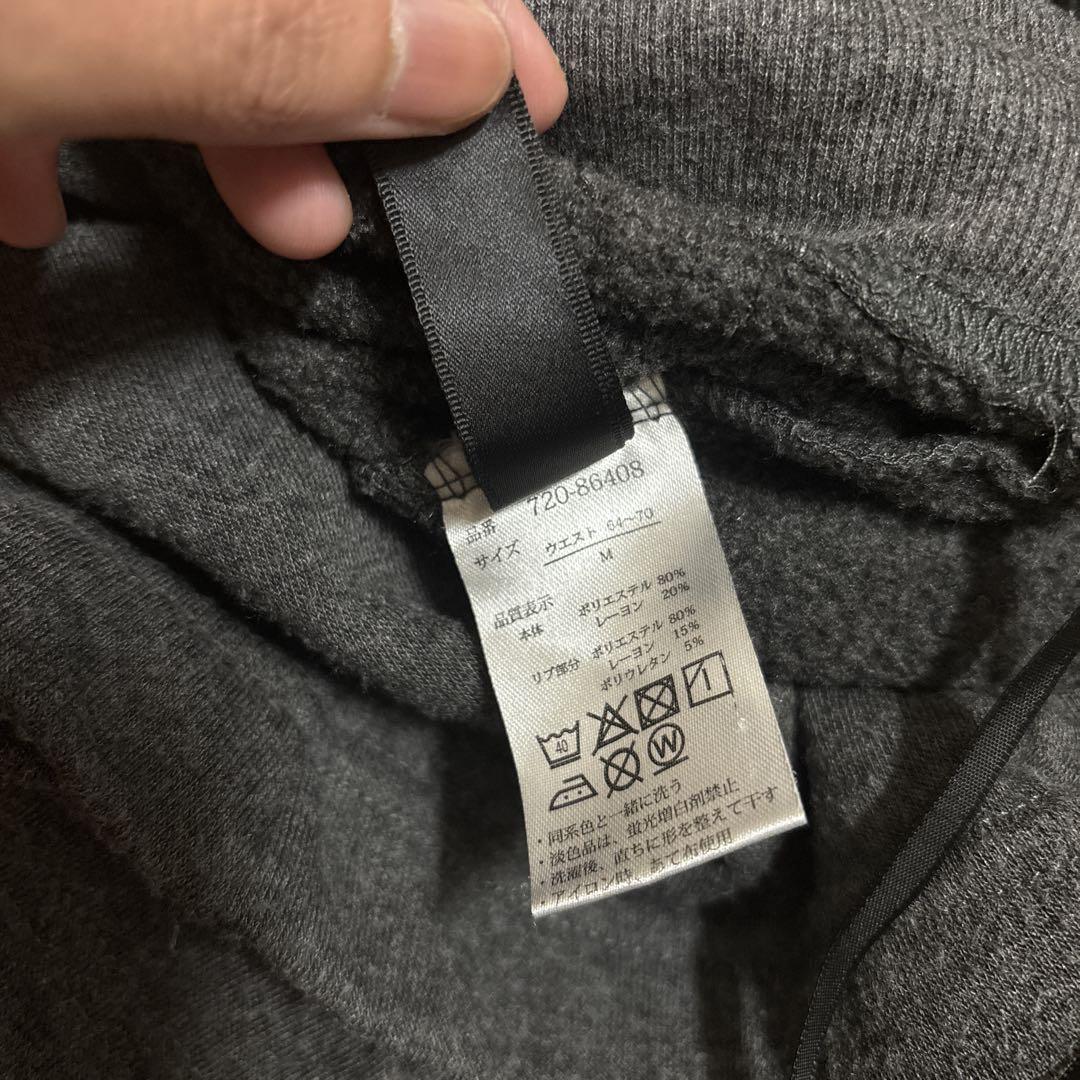 品番 720-86408
サイズ ウエスト 64〜70
M
品質表示
本体 ポリエステル 80%
レーヨン 20%
リブ部分 ポリエステル 80%
レーヨン 15%
ポリウレタン 5%
40
W
・同系色と一緒に洗う
・淡色品は、蛍光増白剤禁止
・洗濯後、直ちに形を整えて干す
・アイロン時、あて布使用